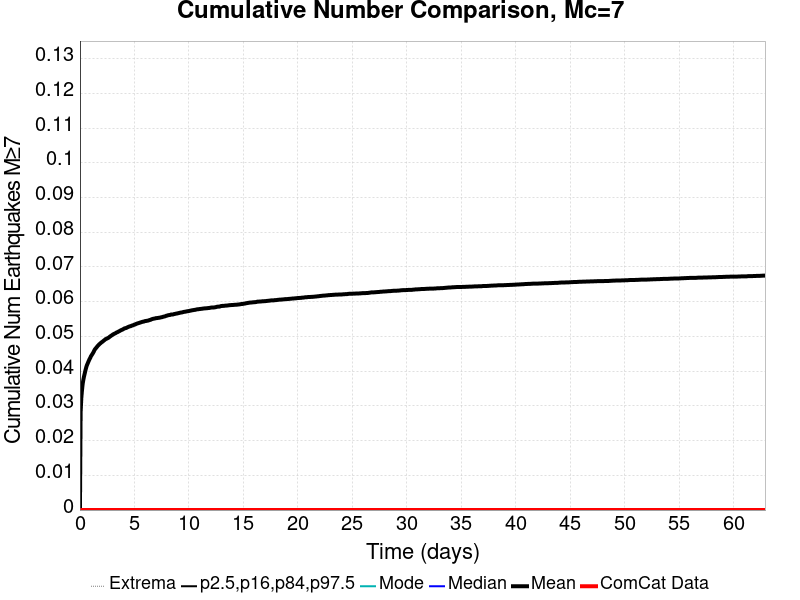 Cumulative Number Comparison, Mc=7
Cumulative Num Earthquakes M≥7
0.13
0.12
0.11
0.1
0.09
0.08
0.07
0.06
0.05
0.04
0.03
0.02
0.01
0
0 5 10 15 20 25 30 35 40 45 50 55 60
Time (days)
Extrema p2.5,p16,p84,p97.5 Mode Median Mean ComCat Data